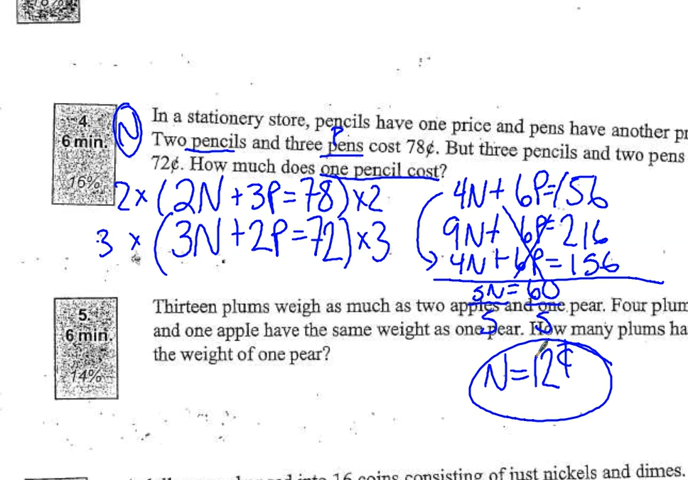 4.
6 min.
16%
N
In a stationery store, pencils have one price and pens have another pr
P
Two pencils and three pens cost 78¢. But three pencils and two pens
72¢. How much does one pencil cost?
2 × (2N + 3P = 78) × 2
3 × (3N + 2P = 72) × 3
4N + 6P = 156
9N + 6P = 216
4N + 6P = 156
5N = 60
5 5
N = 12¢
5.
6 min.
14%
Thirteen plums weigh as much as two apples and one pear. Four plum
and one apple have the same weight as one pear. How many plums ha
the weight of one pear?
into 16 coins consisting of just nickels and dimes.